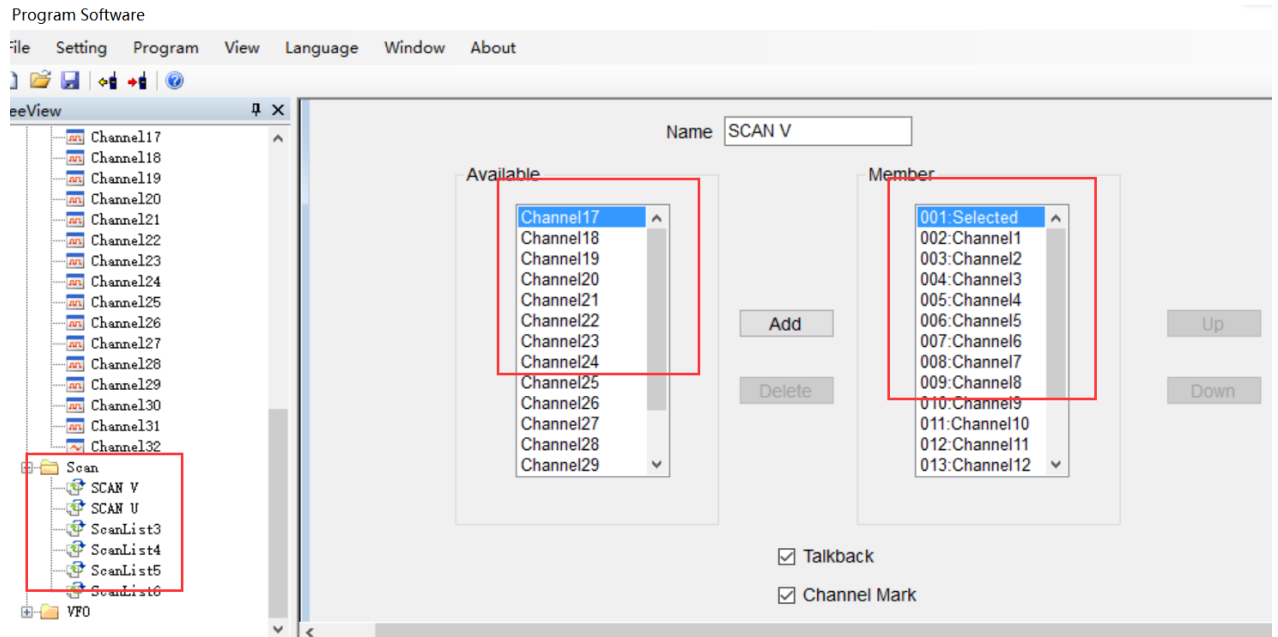 Program Software
File Setting Program View Language Window About
eeView
Channel17
Channel18
Channel19
Channel20
Channel21
Channel22
Channel23
Channel24
Channel25
Channel26
Channel27
Channel28
Channel29
Channel30
Channel31
Channel32
Scan
SCAN V
SCAN U
ScanList3
ScanList4
ScanList5
ScanList6
VFO
Name SCAN V
Available
Channel17
Channel18
Channel19
Channel20
Channel21
Channel22
Channel23
Channel24
Channel25
Channel26
Channel27
Channel28
Channel29
Add
Delete
Member
001:Selected
002:Channel1
003:Channel2
004:Channel3
005:Channel4
006:Channel5
007:Channel6
008:Channel7
009:Channel8
010:Channel9
011:Channel10
012:Channel11
013:Channel12
Up
Down
Talkback
Channel Mark